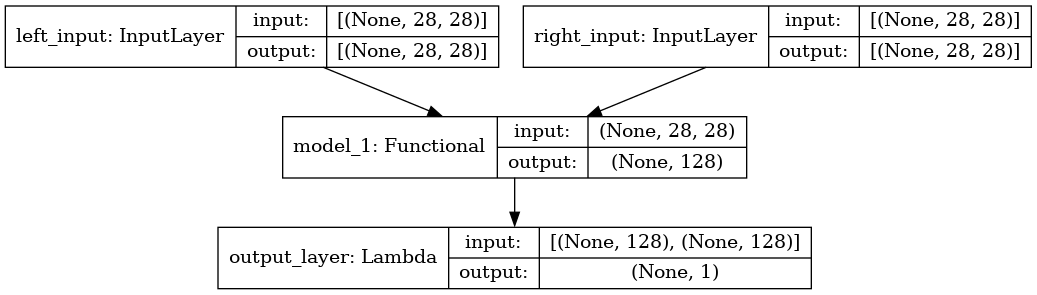 left_input: InputLayer
input: [(None, 28, 28)]
output: [(None, 28, 28)]
right_input: InputLayer
input: [(None, 28, 28)]
output: [(None, 28, 28)]
model_1: Functional
input: (None, 28, 28)
output: (None, 128)
output_layer: Lambda
input: [(None, 128), (None, 128)]
output: (None, 1)